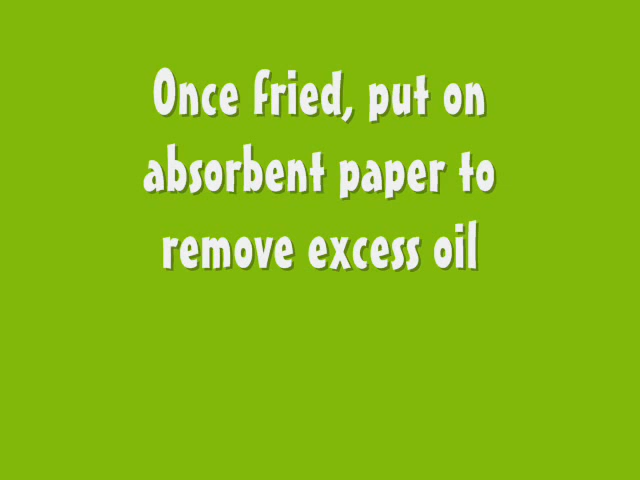 Once fried, put on
absorbent paper to
remove excess oil